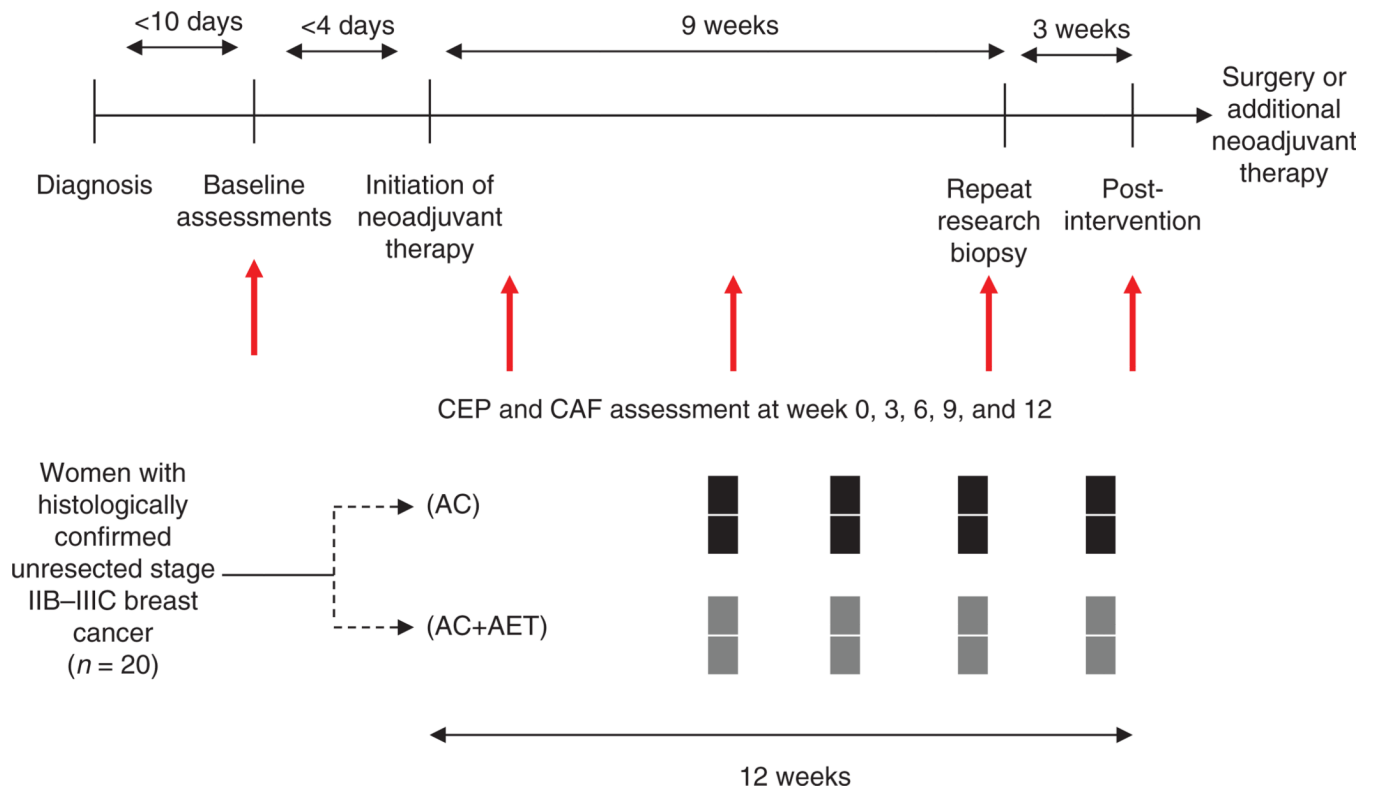 <10 days
<4 days
9 weeks
3 weeks
Surgery or
additional
neoadjuvant
therapy
Diagnosis
Baseline
assessments
Initiation of
neoadjuvant
therapy
Repeat
research
biopsy
Post-
intervention
CEP and CAF assessment at week 0, 3, 6, 9, and 12
Women with
histologically
confirmed
unresected stage
IIB–IIIC breast
cancer
(n = 20)
(AC)
(AC+AET)
12 weeks